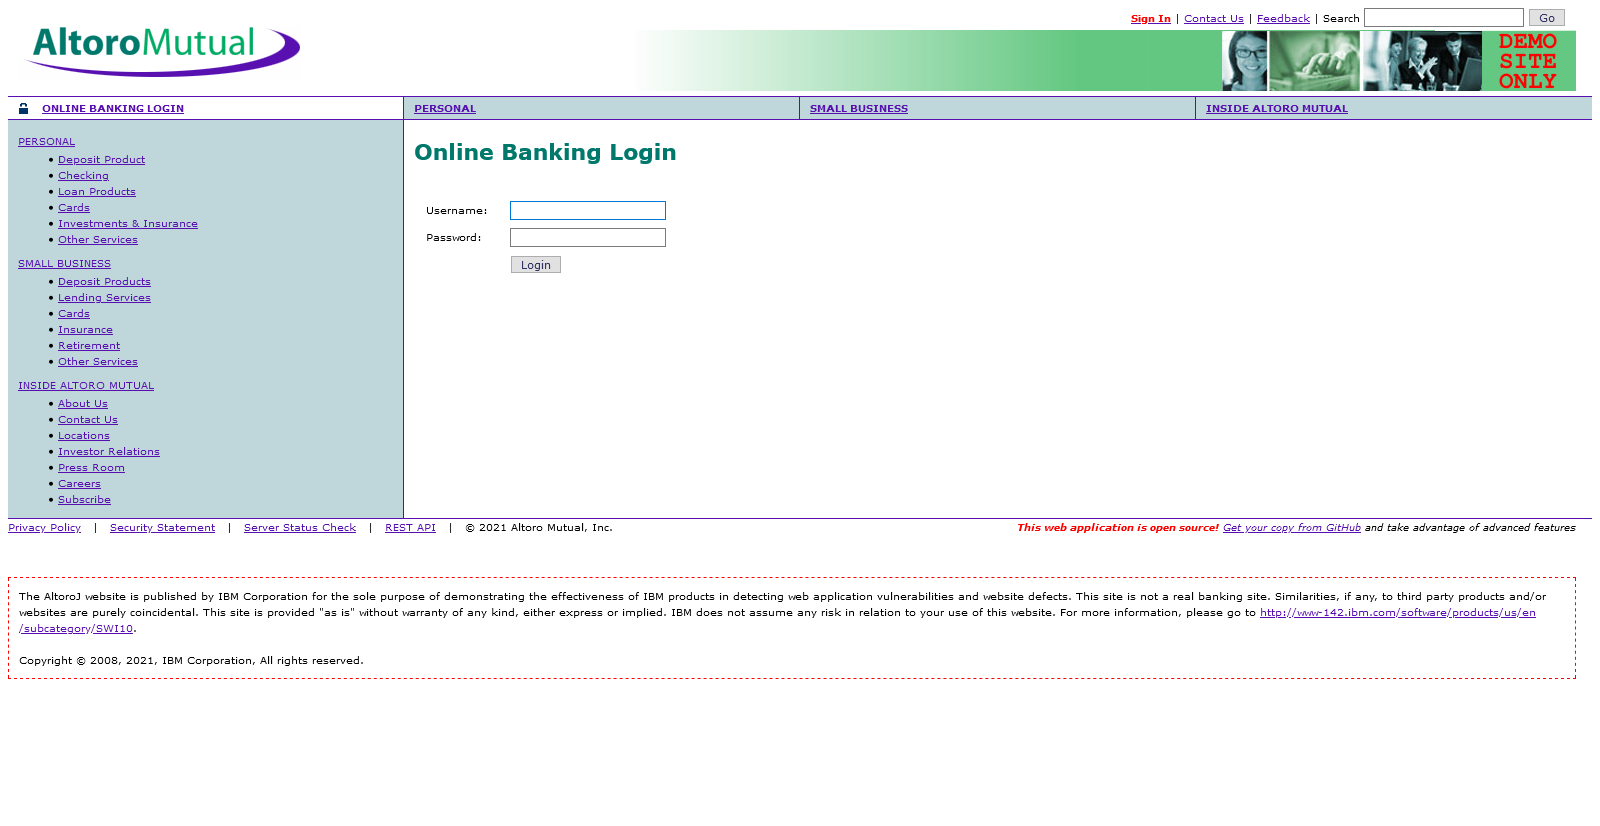 Sign In | Contact Us | Feedback | Search Go
AltoroMutual
DEMO
SITE
ONLY
ONLINE BANKING LOGIN
PERSONAL
SMALL BUSINESS
INSIDE ALTORO MUTUAL
PERSONAL
• Deposit Product
• Checking
• Loan Products
• Cards
• Investments & Insurance
• Other Services
SMALL BUSINESS
• Deposit Products
• Lending Services
• Cards
• Insurance
• Retirement
• Other Services
INSIDE ALTORO MUTUAL
• About Us
• Contact Us
• Locations
• Investor Relations
• Press Room
• Careers
• Subscribe
Online Banking Login
Username:
Password:
Login
Privacy Policy | Security Statement | Server Status Check | REST API | © 2021 Altoro Mutual, Inc.
This web application is open source! Get your copy from GitHub and take advantage of advanced features
The AltoroJ website is published by IBM Corporation for the sole purpose of demonstrating the effectiveness of IBM products in detecting web application vulnerabilities and website defects. This site is not a real banking site. Similarities, if any, to third party products and/or
websites are purely coincidental. This site is provided "as is" without warranty of any kind, either express or implied. IBM does not assume any risk in relation to your use of this website. For more information, please go to http://www-142.ibm.com/software/products/us/en
/subcategory/SWI10.
Copyright © 2008, 2021, IBM Corporation, All rights reserved.